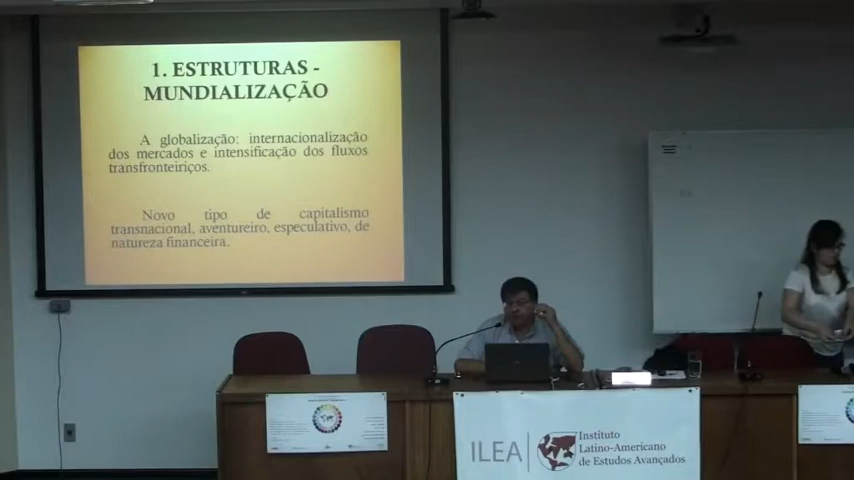 1. ESTRUTURAS -
MUNDIALIZAÇÃO
A globalização: internacionalização
dos mercados e intensificação dos fluxos
transfronteiriços.
Novo tipo de capitalismo
transnacional, aventureiro, especulativo, de
natureza financeira.
ILEA
Instituto
Latino-Americano
de Estudos Avançados